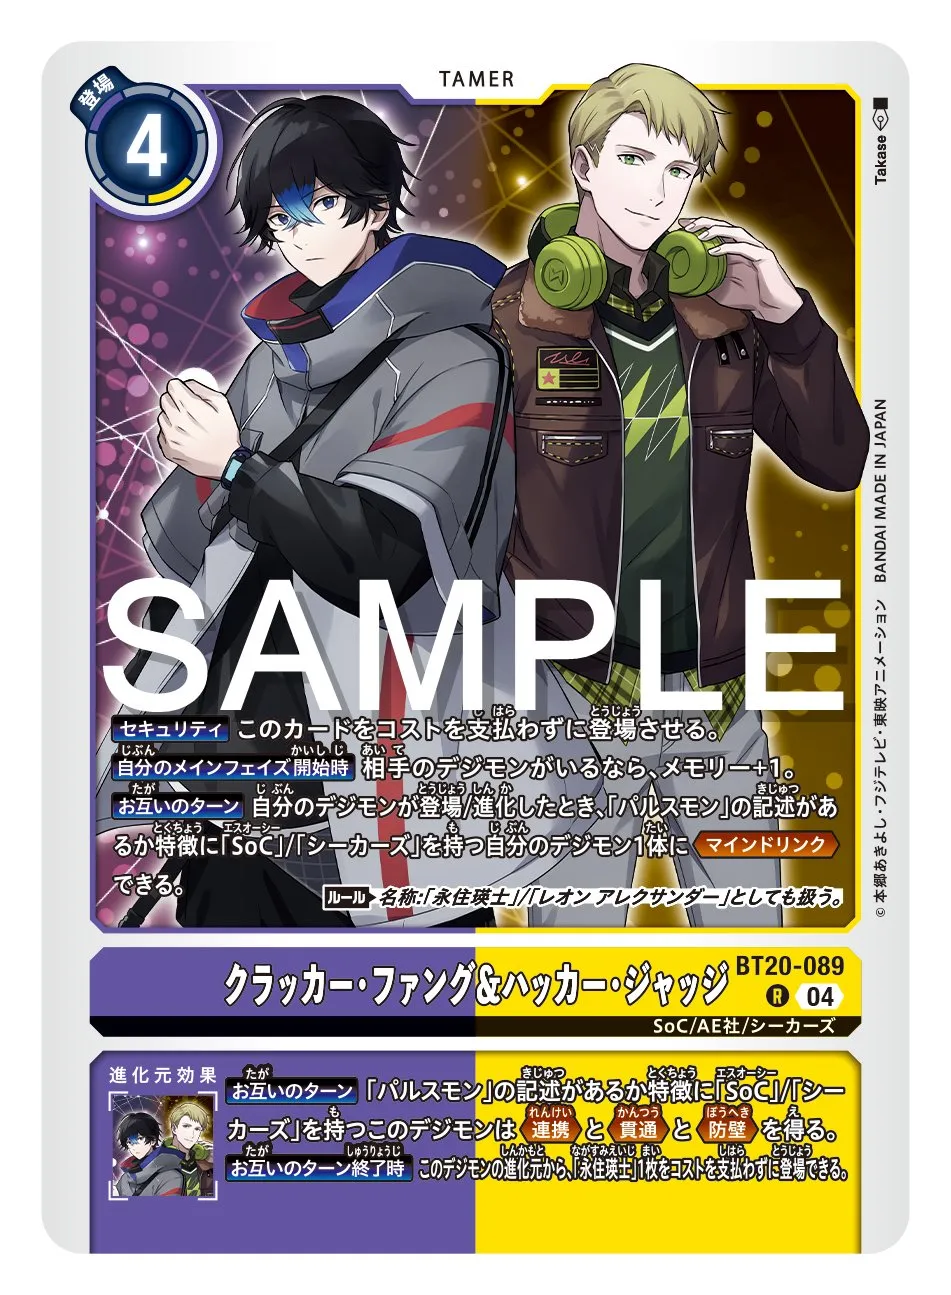 TAMER
登場
4
Takase
SAMPLE
セキュリティ このカードをコストを支払わずに登場させる。
自分のメインフェイズ開始時 相手のデジモンがいるなら、メモリー+1。
お互いのターン 自分のデジモンが登場/進化したとき、「パルスモン」の記述があ
るか特徴に「SoC」/「シーカーズ」を持つ自分のデジモン1体に マインドリンク
できる。
ルール 名称:「永住瑛士」/「レオン アレクサンダー」としても扱う。
©本郷あきよし・フジテレビ・東映アニメーション BANDAI MADE IN JAPAN
クラッカー・ファング&ハッカー・ジャッジ
BT20-089
R 04
SoC/AE社/シーカーズ
進化元効果
お互いのターン 「パルスモン」の記述があるか特徴に「SoC」/「シー
カーズ」を持つこのデジモンは 連携 と 貫通 と 防壁 を得る。
お互いのターン終了時 このデジモンの進化元から、「永住瑛士」1枚をコストを支払わずに登場できる。